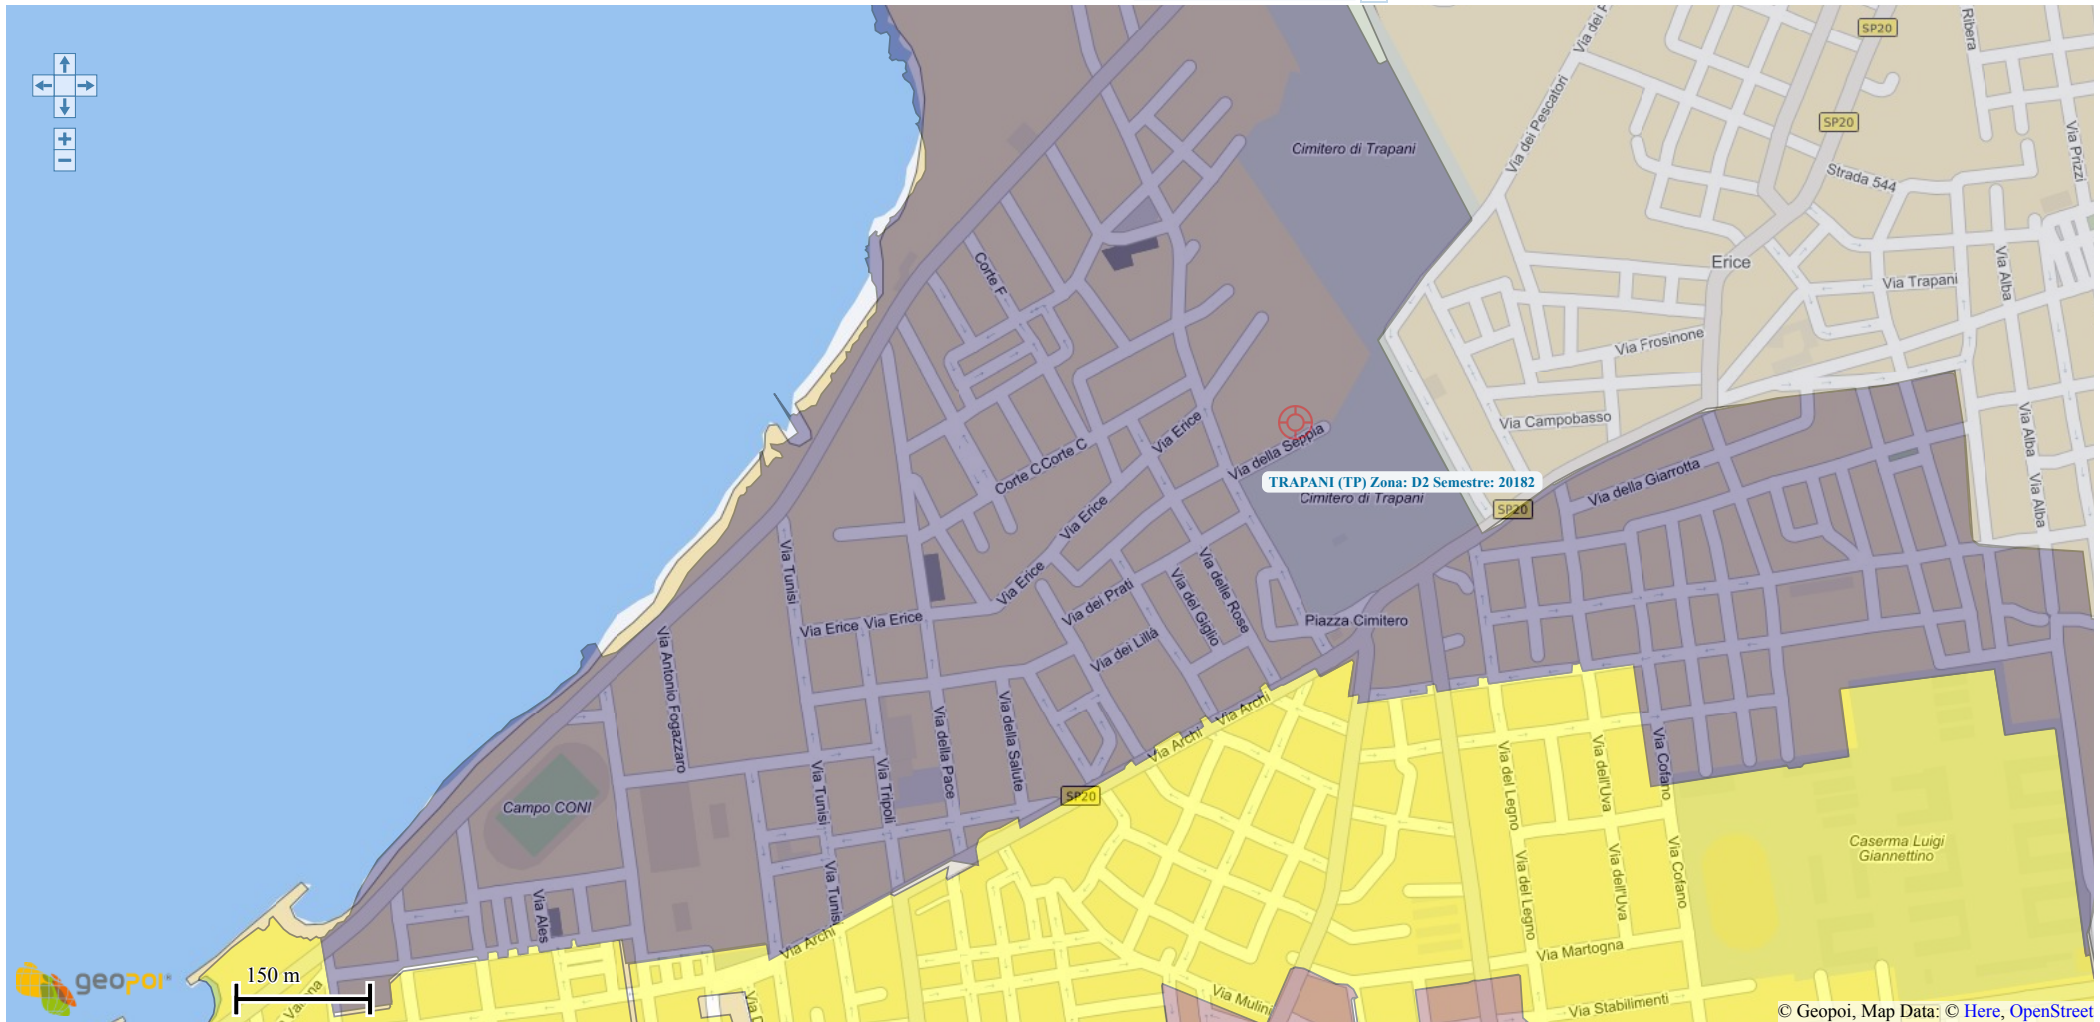 SP20
Ribera
Via dei Pescatori
SP20
Via Prizzi
Cimitero di Trapani
Strada 544
Corte F
Erice
Via Alba
Via Trapani
Via Frosinone
Via Campobasso
Via Erice
Via Alba
Via della Seppia
Corte C Corte C
Via della Giarrotta
TRAPANI (TP) Zona: D2 Semestre: 20182
Cimitero di Trapani
SP20
Via Alba
Via Erice
Via Tunisi
Via Erice
Via dei Prati
Via delle Rose
Via del Giglio
Via Erice Via Erice
Piazza Cimitero
Via dei Lillà
Via Antonio Fogazzaro
Via della Pace
Via della Salute
Via Archi
Via Archi
Via Tunisi
Via Tripoli
SP20
Via del Legno
Via dell'Uva
Via Cofano
Campo CONI
Caserma Luigi
Giannettino
Via Ales
Via Tunisi
Via Archi
Via del Legno
Via dell'Uva
Via Cofano
Via Martogna
geopoi
150 m
Via Mulini
Via Stabilimenti
© Geopoi, Map Data: © Here, OpenStreet